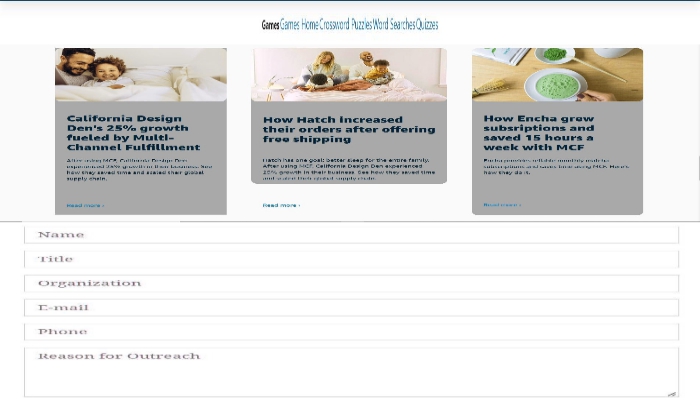 Games Games Home Crossword Puzzles Word Searches Quizzes
California Design
Den's 25% growth
fueled by Multi-
Channel Fulfillment
After using MCF, California Design Den
experienced 25% growth in their business. See
how they saved time and scaled their global
supply chain.
Read more ›
How Hatch increased
their orders after offering
free shipping
Hatch has one goal: better sleep for the entire family.
After using MCF, California Design Den experienced
25% growth in their business. See how they saved time
and scaled their global supply chain.
Read more ›
How Encha grew
subsriptions and
saved 15 hours a
week with MCF
Encha provides reliable monthly matcha
subscriptions and saves time using MCF. Here's
how they do it.
Read more ›
Name
Title
Organization
E-mail
Phone
Reason for Outreach